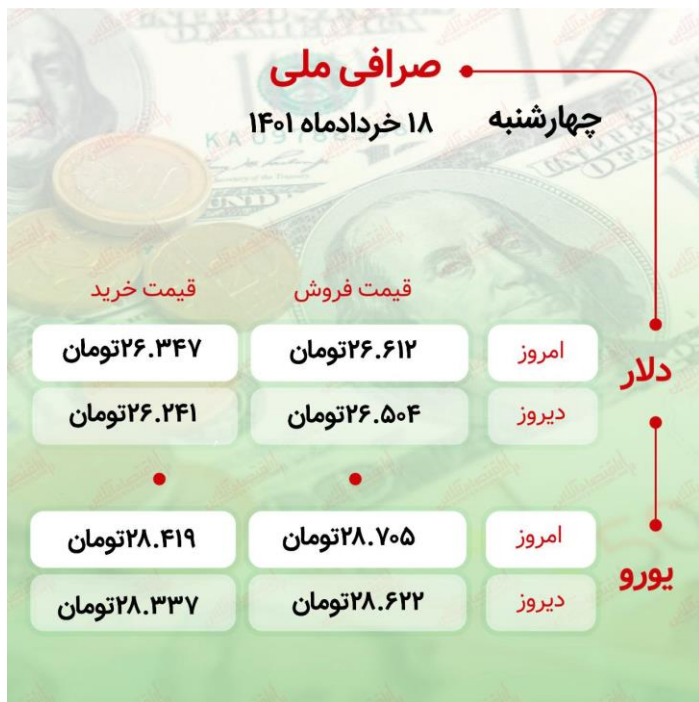 صرافی ملی
چهارشنبه ۱۸ خردادماه ۱۴۰۱
قیمت فروش قیمت خرید
دلار
امروز ۲۶.۶۱۲تومان ۲۶.۳۴۷تومان
دیروز ۲۶.۵۰۴تومان ۲۶.۲۴۱تومان
یورو
امروز ۲۸.۷۰۵تومان ۲۸.۴۱۹تومان
دیروز ۲۸.۶۲۲تومان ۲۸.۳۳۷تومان